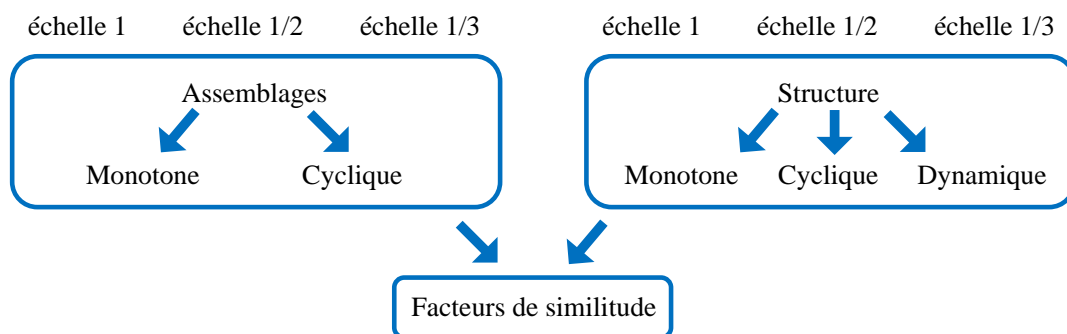 échelle 1 échelle 1/2 échelle 1/3 échelle 1 échelle 1/2 échelle 1/3
Assemblages Structure
Monotone Cyclique Monotone Cyclique Dynamique
Facteurs de similitude